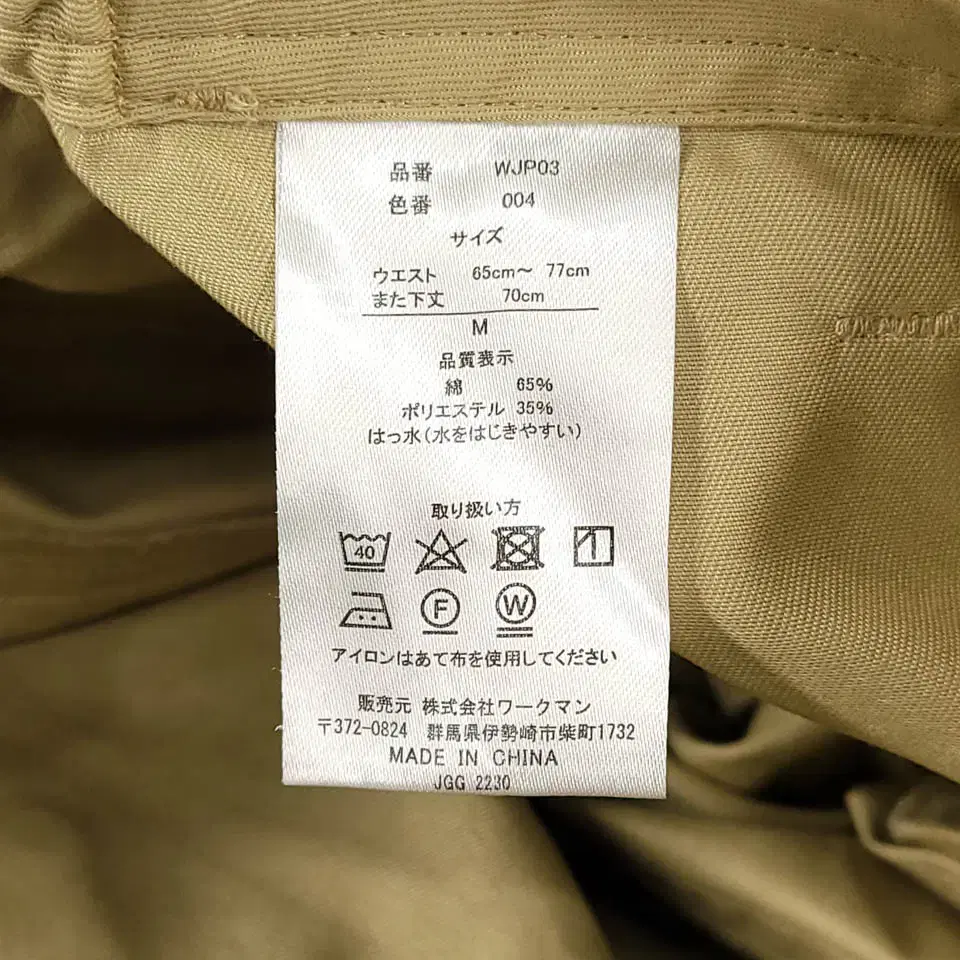 品番 WJP03
色番 004
サイズ
ウエスト 65cm～ 77cm
また下丈 70cm
M
品質表示
綿 65%
ポリエステル 35%
はっ水(水をはじきやすい)
取り扱い方
40
F W
アイロンはあて布を使用してください
販売元 株式会社ワークマン
〒372-0824 群馬県伊勢崎市柴町1732
MADE IN CHINA
JGG 2230